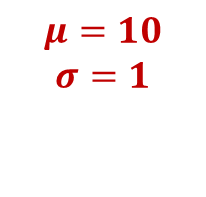 μ = 10
σ = 1